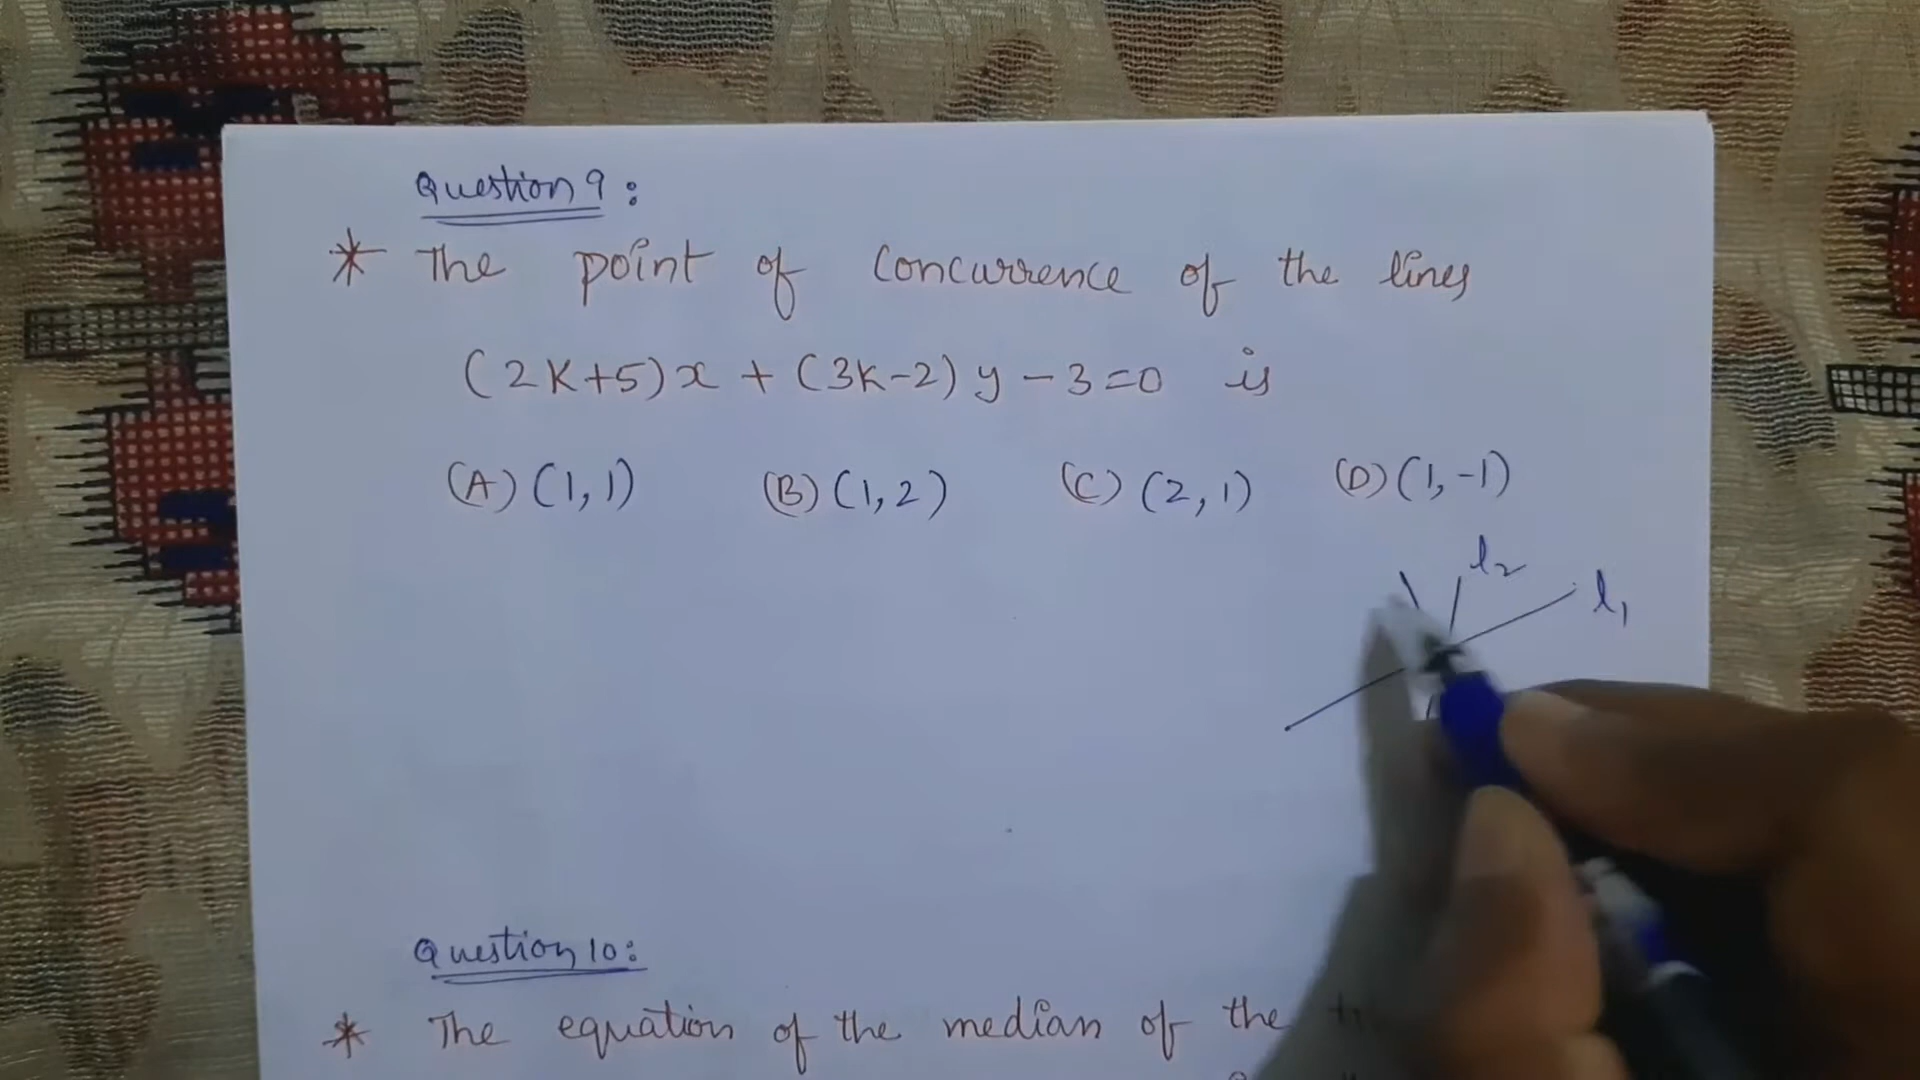 Question 9:
* The point of concurrence of the lines
(2K+5)x + (3K-2)y - 3 = 0 is
(A) (1,1) (B) (1,2) (C) (2,1) (D) (1,-1)
l2
l1
Question 10:
* The equation of the median of the